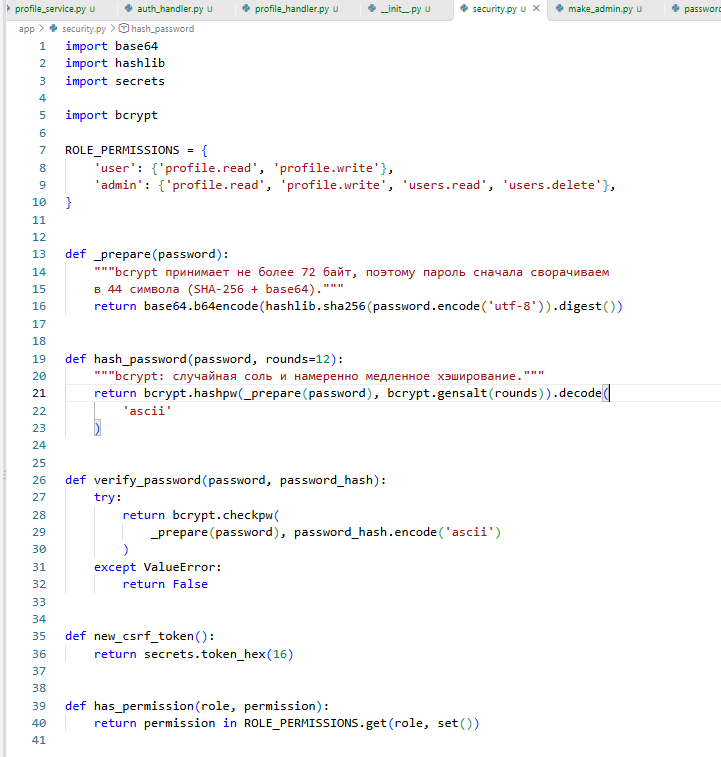 profile_service.py U auth_handler.py U profile_handler.py U __init__.py U security.py U make_admin.py U password
app > security.py > hash_password
1 import base64
2 import hashlib
3 import secrets
4
5 import bcrypt
6
7 ROLE_PERMISSIONS = {
8     'user': {'profile.read', 'profile.write'},
9     'admin': {'profile.read', 'profile.write', 'users.read', 'users.delete'},
10 }
11
12
13 def _prepare(password):
14     """bcrypt принимает не более 72 байт, поэтому пароль сначала сворачиваем
15     в 44 символа (SHA-256 + base64)."""
16     return base64.b64encode(hashlib.sha256(password.encode('utf-8')).digest())
17
18
19 def hash_password(password, rounds=12):
20     """bcrypt: случайная соль и намеренно медленное хэширование."""
21     return bcrypt.hashpw(_prepare(password), bcrypt.gensalt(rounds)).decode(
22         'ascii'
23     )
24
25
26 def verify_password(password, password_hash):
27     try:
28         return bcrypt.checkpw(
29             _prepare(password), password_hash.encode('ascii')
30         )
31     except ValueError:
32         return False
33
34
35 def new_csrf_token():
36     return secrets.token_hex(16)
37
38
39 def has_permission(role, permission):
40     return permission in ROLE_PERMISSIONS.get(role, set())
41